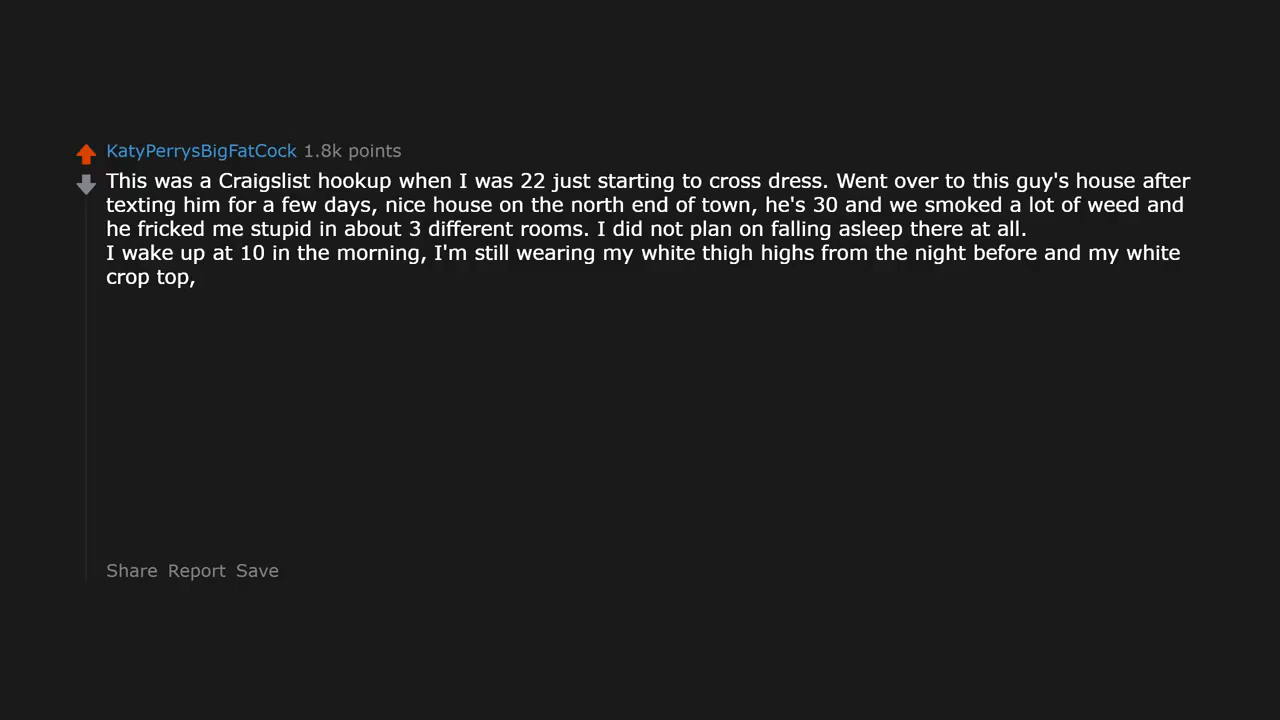 KatyPerrysBigFatCock 1.8k points
This was a Craigslist hookup when I was 22 just starting to cross dress. Went over to this guy's house after
texting him for a few days, nice house on the north end of town, he's 30 and we smoked a lot of weed and
he fricked me stupid in about 3 different rooms. I did not plan on falling asleep there at all.
I wake up at 10 in the morning, I'm still wearing my white thigh highs from the night before and my white
crop top,
Share Report Save